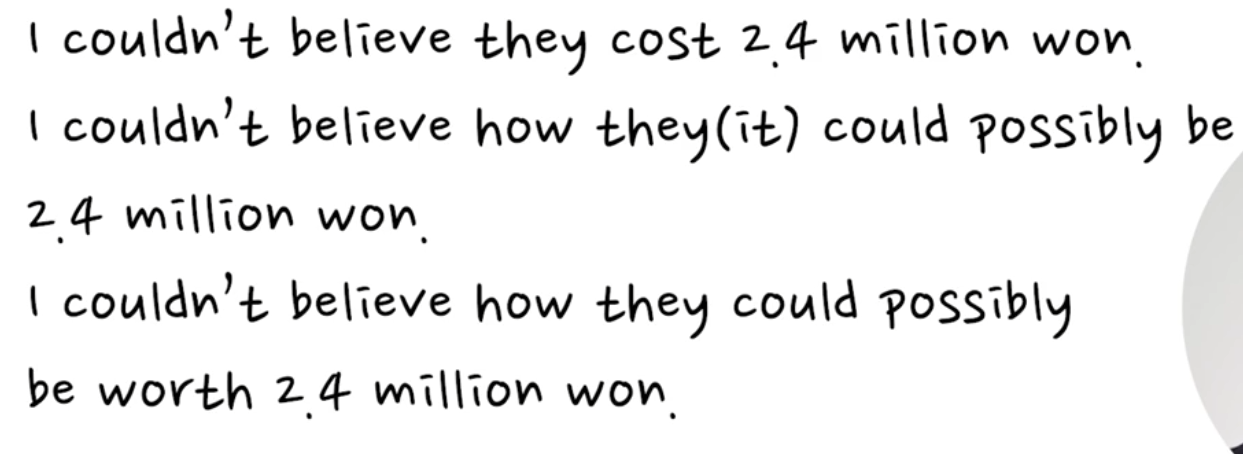 I couldn't believe they cost 2.4 million won.
I couldn't believe how they(it) could possibly be
2.4 million won.
I couldn't believe how they could possibly
be worth 2.4 million won.